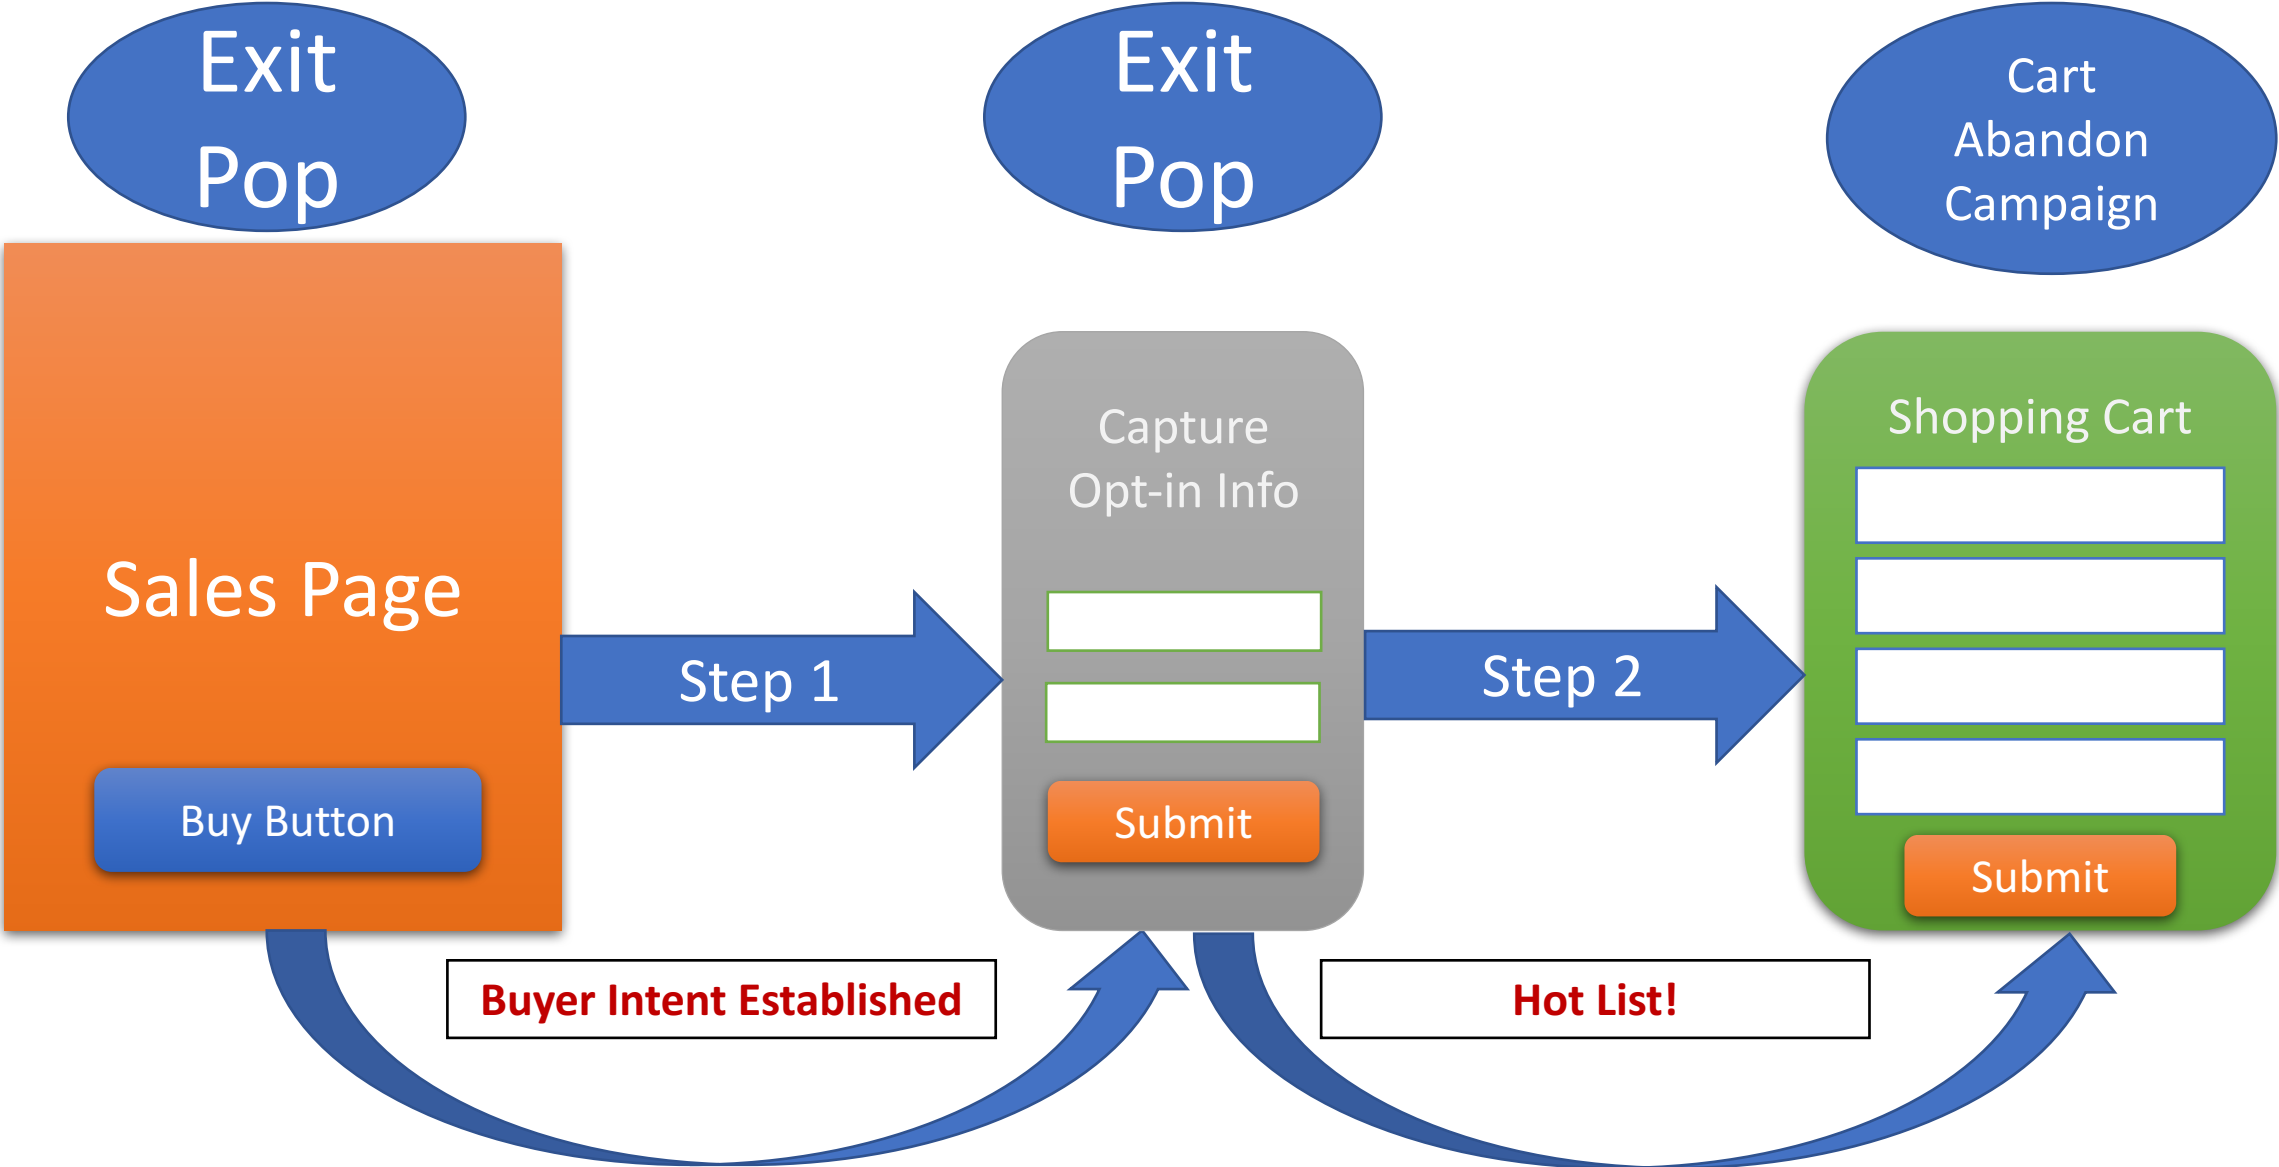 Exit
Pop
Exit
Pop
Cart
Abandon
Campaign
Sales Page
Buy Button
Step 1
Capture
Opt-in Info
Submit
Step 2
Shopping Cart
Submit
Buyer Intent Established
Hot List!